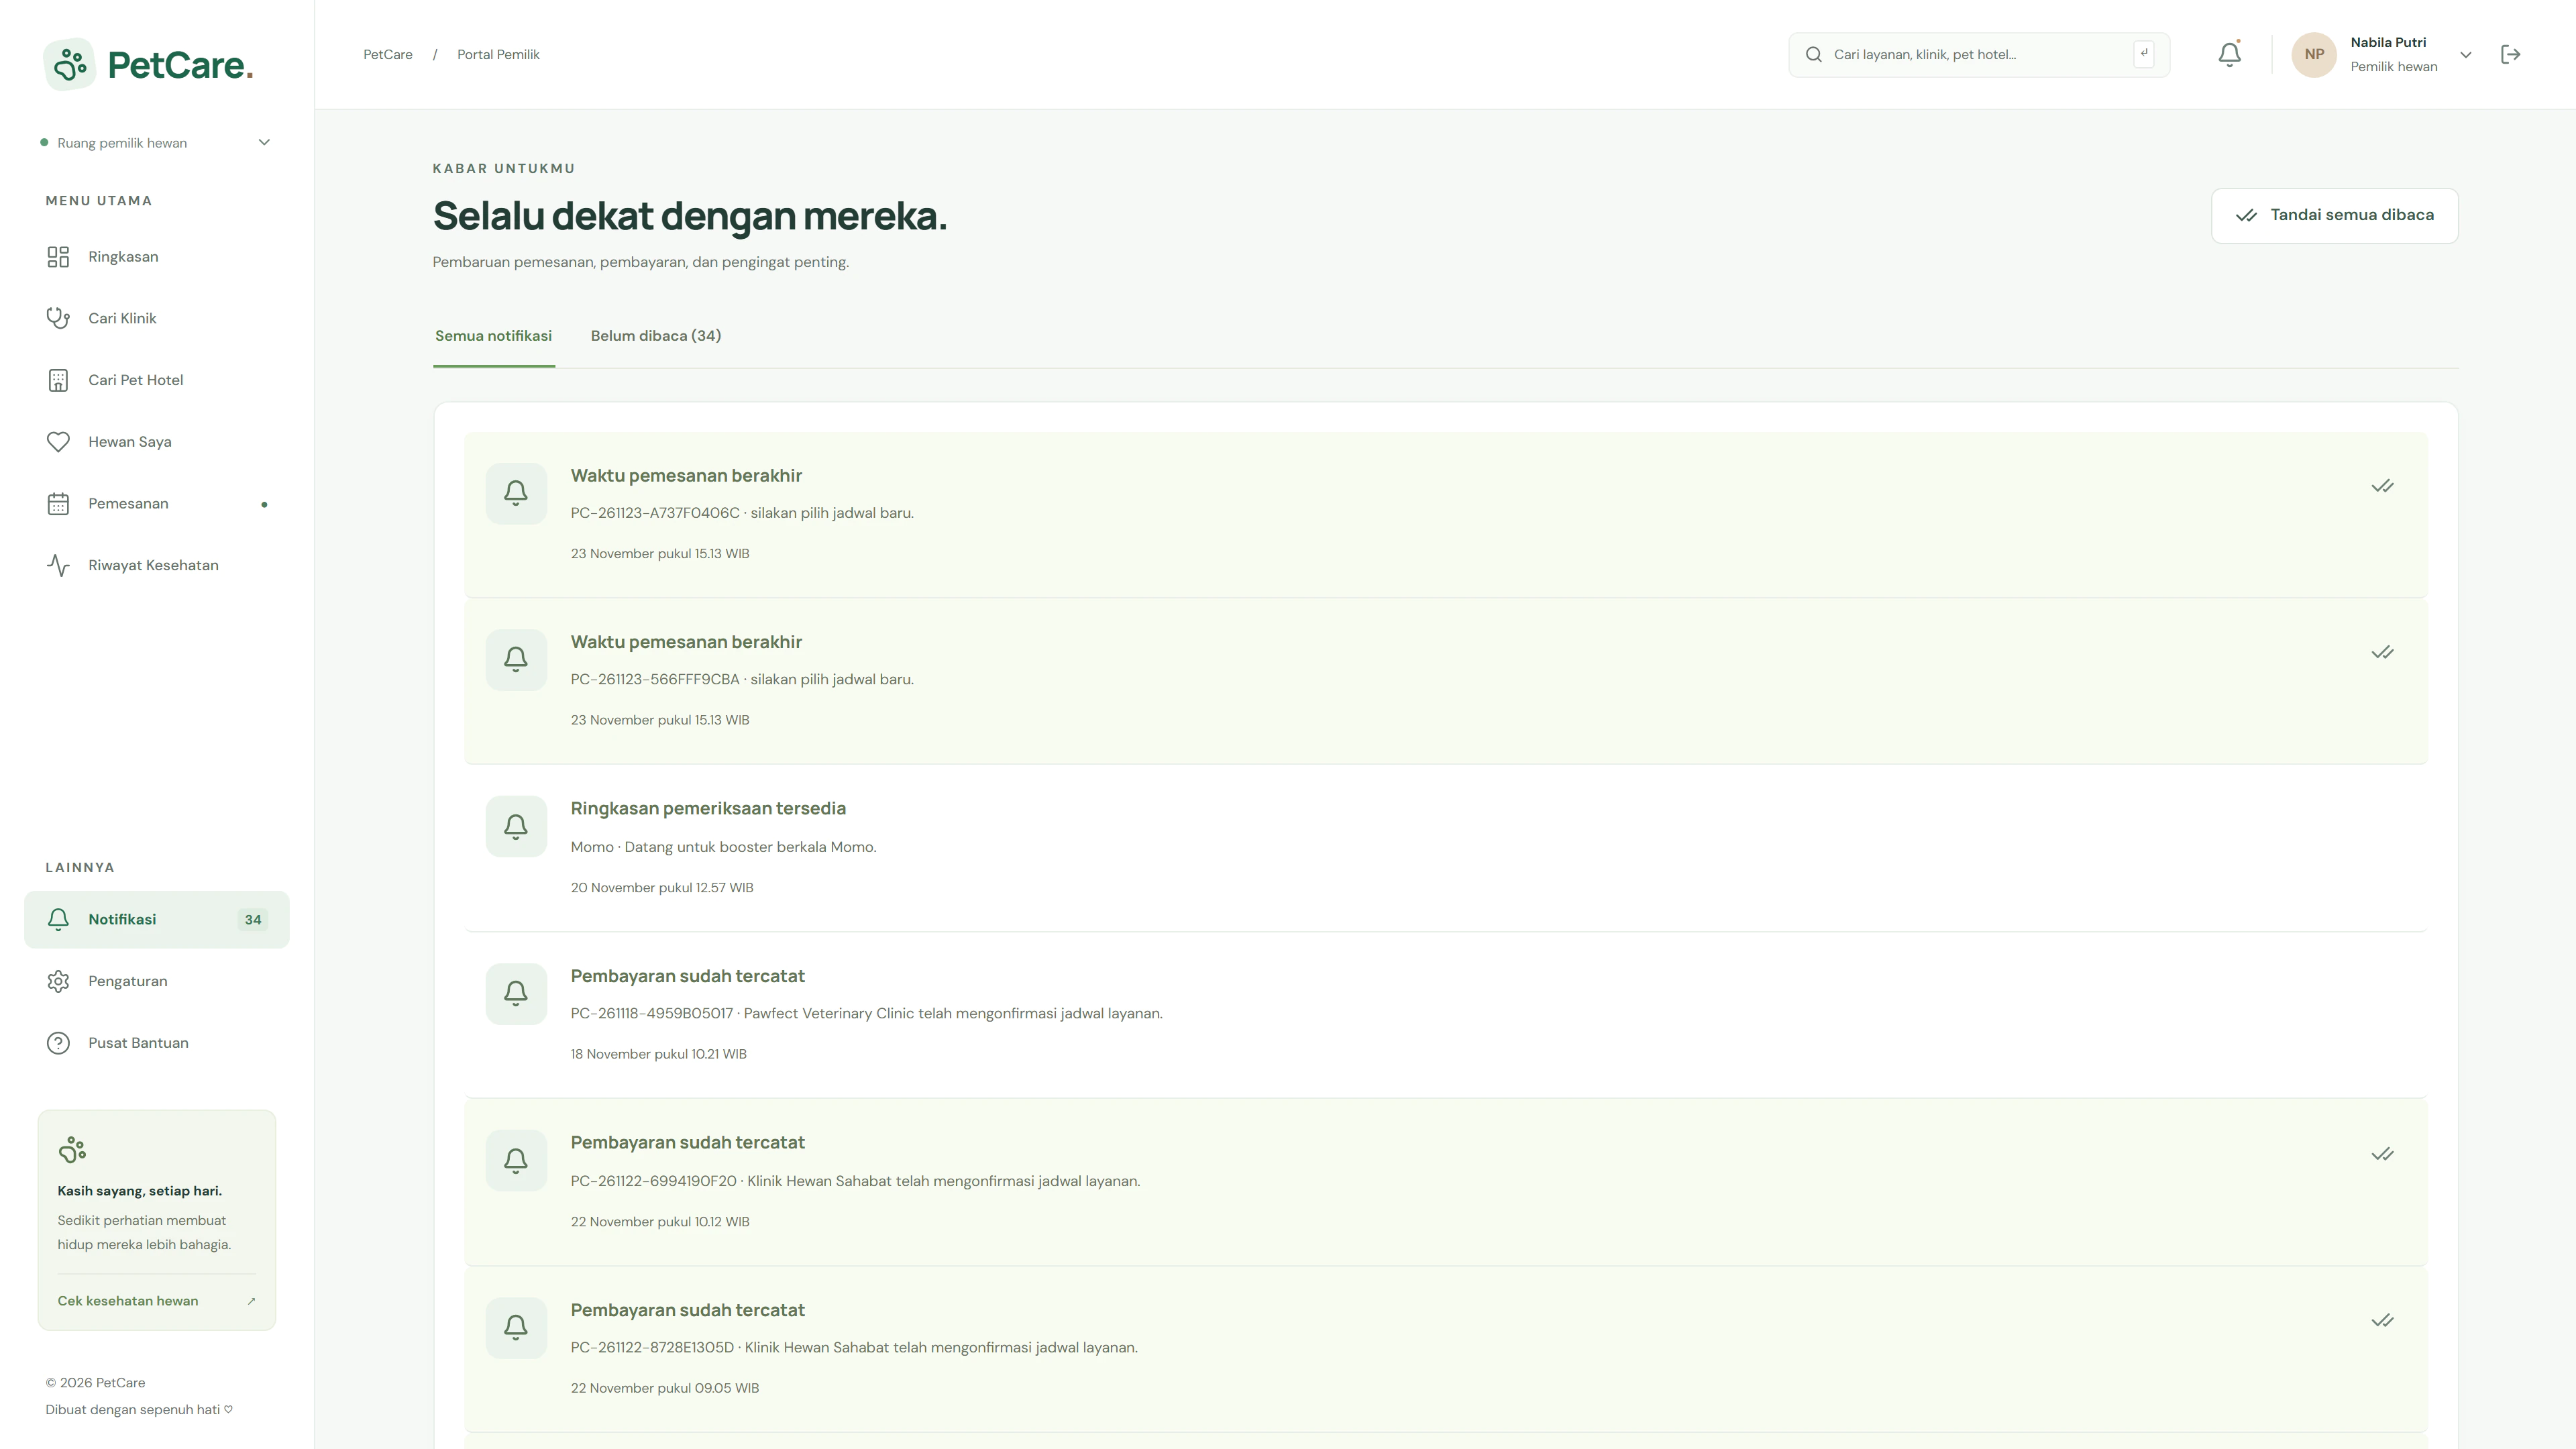 PetCare.
Ruang pemilik hewan
MENU UTAMA
Ringkasan
Cari Klinik
Cari Pet Hotel
Hewan Saya
Pemesanan
Riwayat Kesehatan
LAINNYA
Notifikasi 34
Pengaturan
Pusat Bantuan
Kasih sayang, setiap hari.
Sedikit perhatian membuat
hidup mereka lebih bahagia.
Cek kesehatan hewan ↗
© 2026 PetCare
Dibuat dengan sepenuh hati ♡
PetCare / Portal Pemilik
Cari layanan, klinik, pet hotel... ↵
NP
Nabila Putri
Pemilik hewan
KABAR UNTUKMU
Selalu dekat dengan mereka.
Pembaruan pemesanan, pembayaran, dan pengingat penting.
Tandai semua dibaca
Semua notifikasi
Belum dibaca (34)
Waktu pemesanan berakhir
PC-261123-A737F0406C · silakan pilih jadwal baru.
23 November pukul 15.13 WIB
Waktu pemesanan berakhir
PC-261123-566FFF9CBA · silakan pilih jadwal baru.
23 November pukul 15.13 WIB
Ringkasan pemeriksaan tersedia
Momo · Datang untuk booster berkala Momo.
20 November pukul 12.57 WIB
Pembayaran sudah tercatat
PC-261118-4959B05017 · Pawfect Veterinary Clinic telah mengonfirmasi jadwal layanan.
18 November pukul 10.21 WIB
Pembayaran sudah tercatat
PC-261122-6994190F20 · Klinik Hewan Sahabat telah mengonfirmasi jadwal layanan.
22 November pukul 10.12 WIB
Pembayaran sudah tercatat
PC-261122-8728E1305D · Klinik Hewan Sahabat telah mengonfirmasi jadwal layanan.
22 November pukul 09.05 WIB